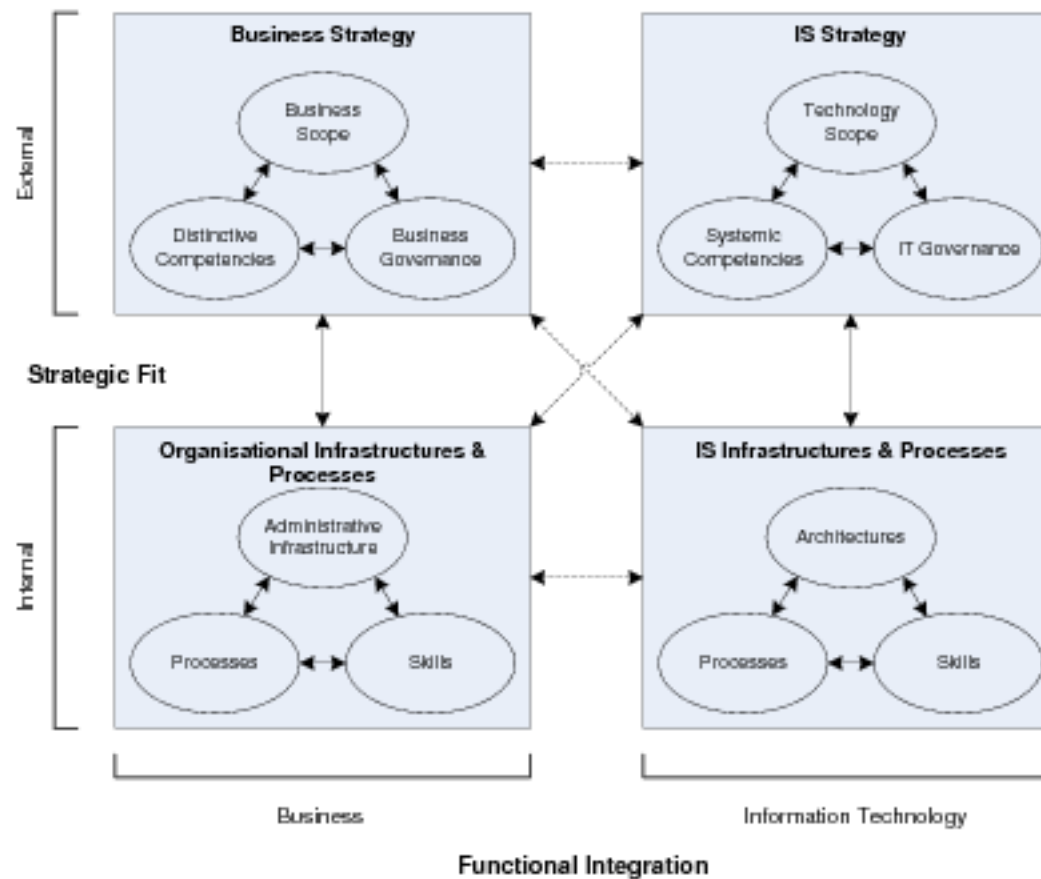 Business Strategy
IS Strategy
Business
Scope
Technology
Scope
External
Distinctive
Competencies
Business
Governance
Systemic
Competencies
IT Governance
Strategic Fit
Organisational Infrastructures &
Processes
IS Infrastructures & Processes
Administrative
Infrastructure
Architectures
Internal
Processes
Skills
Processes
Skills
Business
Information Technology
Functional Integration